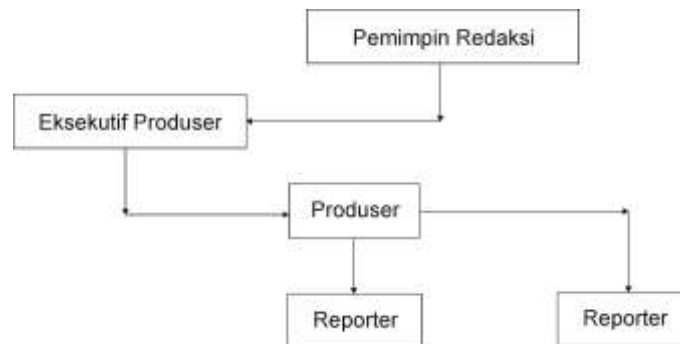 Pemimpin Redaksi
Eksekutif Produser
Produser
Reporter
Reporter